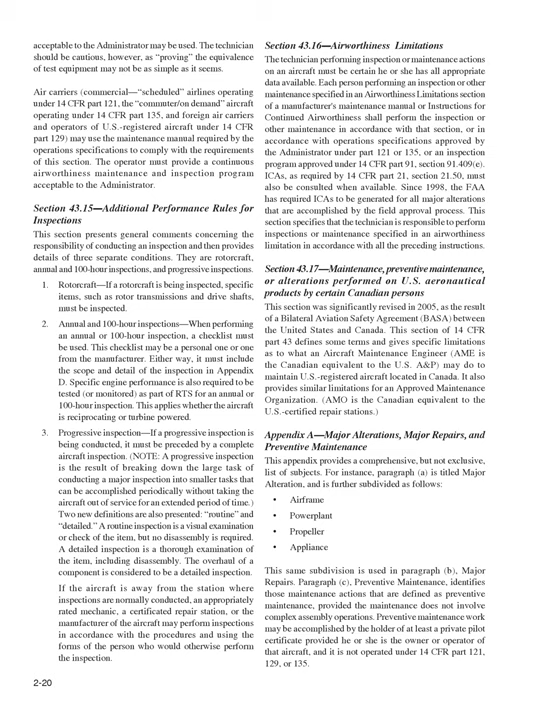 acceptable to the Administrator may be used. The technician
should be cautious, however, as “proving” the equivalence
of test equipment may not be as simple as it seems.
Air carriers (commercial—“scheduled” airlines operating
under 14 CFR part 121, the “commuter/on demand” aircraft
operating under 14 CFR part 135, and foreign air carriers
and operators of U.S.-registered aircraft under 14 CFR
part 129) may use the maintenance manual required by the
operations specifications to comply with the requirements
of this section. The operator must provide a continuous
airworthiness maintenance and inspection program
acceptable to the Administrator.
Section 43.15—Additional Performance Rules for
Inspections
This section presents general comments concerning the
responsibility of conducting an inspection and then provides
details of three separate conditions. They are rotorcraft,
annual and 100-hour inspections, and progressive inspections.
1. Rotorcraft—If a rotorcraft is being inspected, specific
items, such as rotor transmissions and drive shafts,
must be inspected.
2. Annual and 100-hour inspections—When performing
an annual or 100-hour inspection, a checklist must
be used. This checklist may be a personal one or one
from the manufacturer. Either way, it must include
the scope and detail of the inspection in Appendix
D. Specific engine performance is also required to be
tested (or monitored) as part of RTS for an annual or
100-hour inspection. This applies whether the aircraft
is reciprocating or turbine powered.
3. Progressive inspection—If a progressive inspection is
being conducted, it must be preceded by a complete
aircraft inspection. (NOTE: A progressive inspection
is the result of breaking down the large task of
conducting a major inspection into smaller tasks that
can be accomplished periodically without taking the
aircraft out of service for an extended period of time.)
Two new definitions are also presented: “routine” and
“detailed.” A routine inspection is a visual examination
or check of the item, but no disassembly is required.
A detailed inspection is a thorough examination of
the item, including disassembly. The overhaul of a
component is considered to be a detailed inspection.
If the aircraft is away from the station where
inspections are normally conducted, an appropriately
rated mechanic, a certificated repair station, or the
manufacturer of the aircraft may perform inspections
in accordance with the procedures and using the
forms of the person who would otherwise perform
the inspection.
Section 43.16—Airworthiness Limitations
The technician performing inspection or maintenance actions
on an aircraft must be certain he or she has all appropriate
data available. Each person performing an inspection or other
maintenance specified in an Airworthiness Limitations section
of a manufacturer's maintenance manual or Instructions for
Continued Airworthiness shall perform the inspection or
other maintenance in accordance with that section, or in
accordance with operations specifications approved by
the Administrator under part 121 or 135, or an inspection
program approved under 14 CFR part 91, section 91.409(e).
ICAs, as required by 14 CFR part 21, section 21.50, must
also be consulted when available. Since 1998, the FAA
has required ICAs to be generated for all major alterations
that are accomplished by the field approval process. This
section specifies that the technician is responsible to perform
inspections or maintenance specified in an airworthiness
limitation in accordance with all the preceding instructions.
Section 43.17—Maintenance, preventive maintenance,
or alterations performed on U.S. aeronautical
products by certain Canadian persons
This section was significantly revised in 2005, as the result
of a Bilateral Aviation Safety Agreement (BASA) between
the United States and Canada. This section of 14 CFR
part 43 defines some terms and gives specific limitations
as to what an Aircraft Maintenance Engineer (AME is
the Canadian equivalent to the U.S. A&P) may do to
maintain U.S.-registered aircraft located in Canada. It also
provides similar limitations for an Approved Maintenance
Organization. (AMO is the Canadian equivalent to the
U.S.-certified repair stations.)
Appendix A—Major Alterations, Major Repairs, and
Preventive Maintenance
This appendix provides a comprehensive, but not exclusive,
list of subjects. For instance, paragraph (a) is titled Major
Alteration, and is further subdivided as follows:
• Airframe
• Powerplant
• Propeller
• Appliance
This same subdivision is used in paragraph (b), Major
Repairs. Paragraph (c), Preventive Maintenance, identifies
those maintenance actions that are defined as preventive
maintenance, provided the maintenance does not involve
complex assembly operations. Preventive maintenance work
may be accomplished by the holder of at least a private pilot
certificate provided he or she is the owner or operator of
that aircraft, and it is not operated under 14 CFR part 121,
129, or 135.
2-20